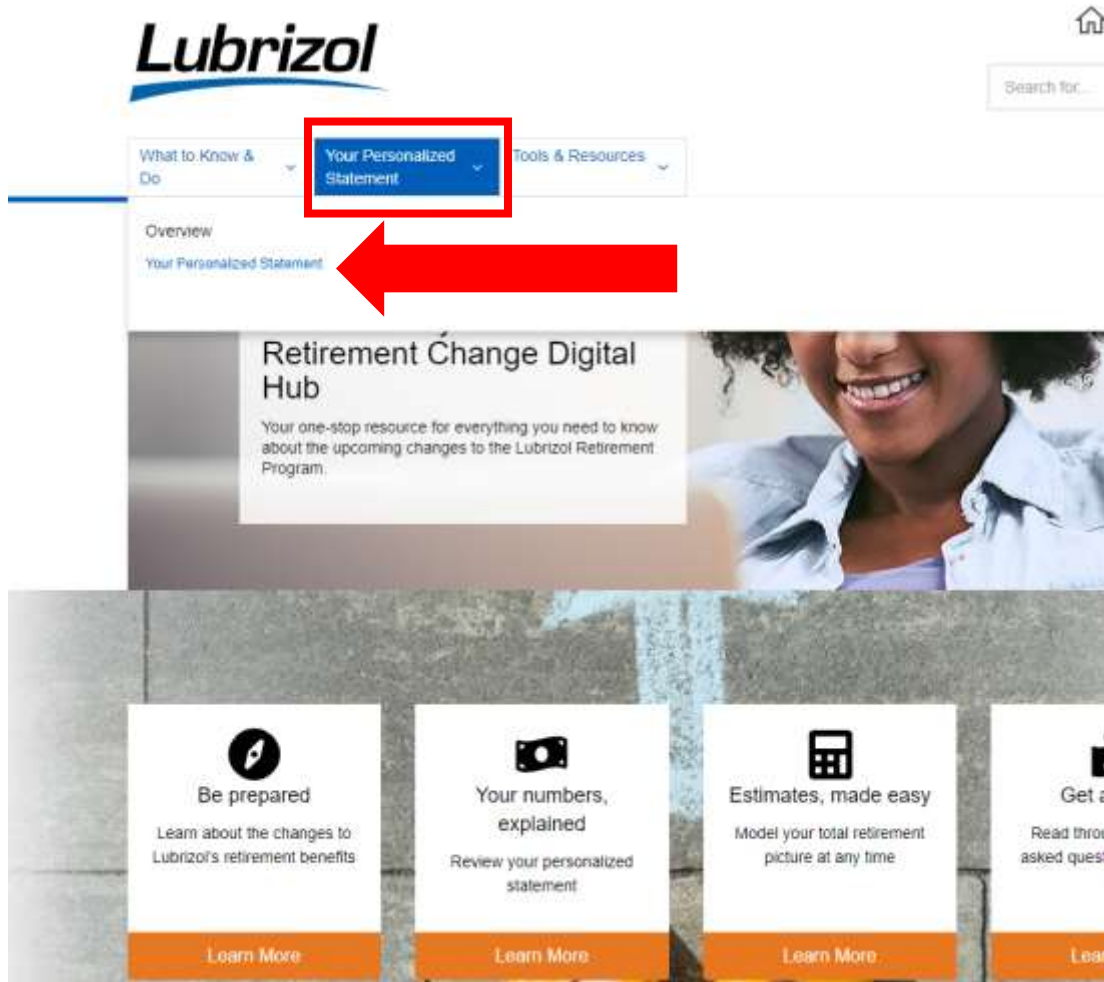 Lubrizol
Search for...
What to Know &
Do
Your Personalized
Statement
Tools & Resources
Overview
Your Personalized Statement
Retirement Change Digital
Hub
Your one-stop resource for everything you need to know
about the upcoming changes to the Lubrizol Retirement
Program.
Be prepared
Learn about the changes to
Lubrizol's retirement benefits
Learn More
Your numbers,
explained
Review your personalized
statement
Learn More
Estimates, made easy
Model your total retirement
picture at any time
Learn More
Get
Read
asked